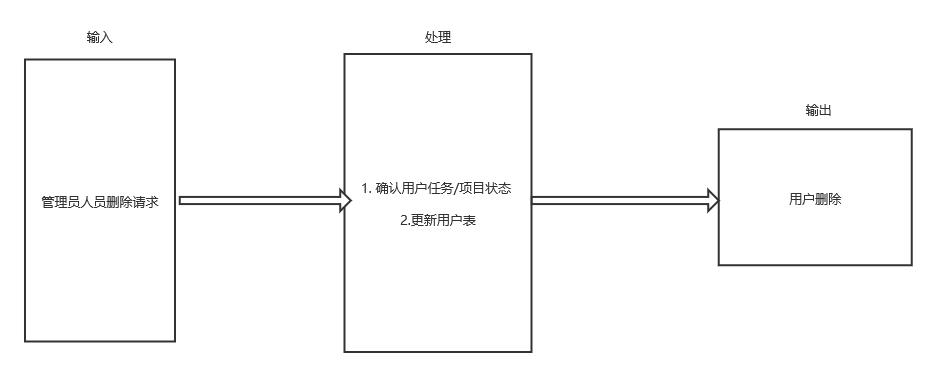 输入
处理
输出
管理员人员删除请求
1. 确认用户任务/项目状态
2.更新用户表
用户删除